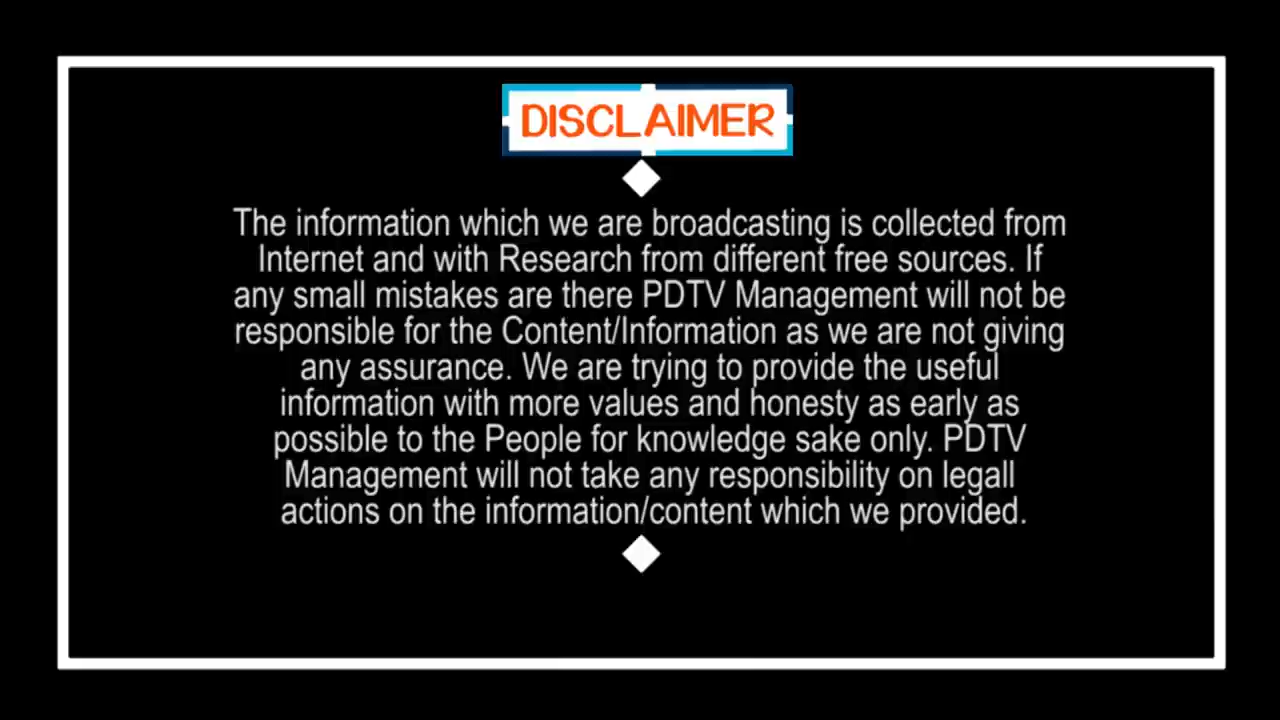 DISCLAIMER
The information which we are broadcasting is collected from
Internet and with Research from different free sources. If
any small mistakes are there PDTV Management will not be
responsible for the Content/Information as we are not giving
any assurance. We are trying to provide the useful
information with more values and honesty as early as
possible to the People for knowledge sake only. PDTV
Management will not take any responsibility on legall
actions on the information/content which we provided.